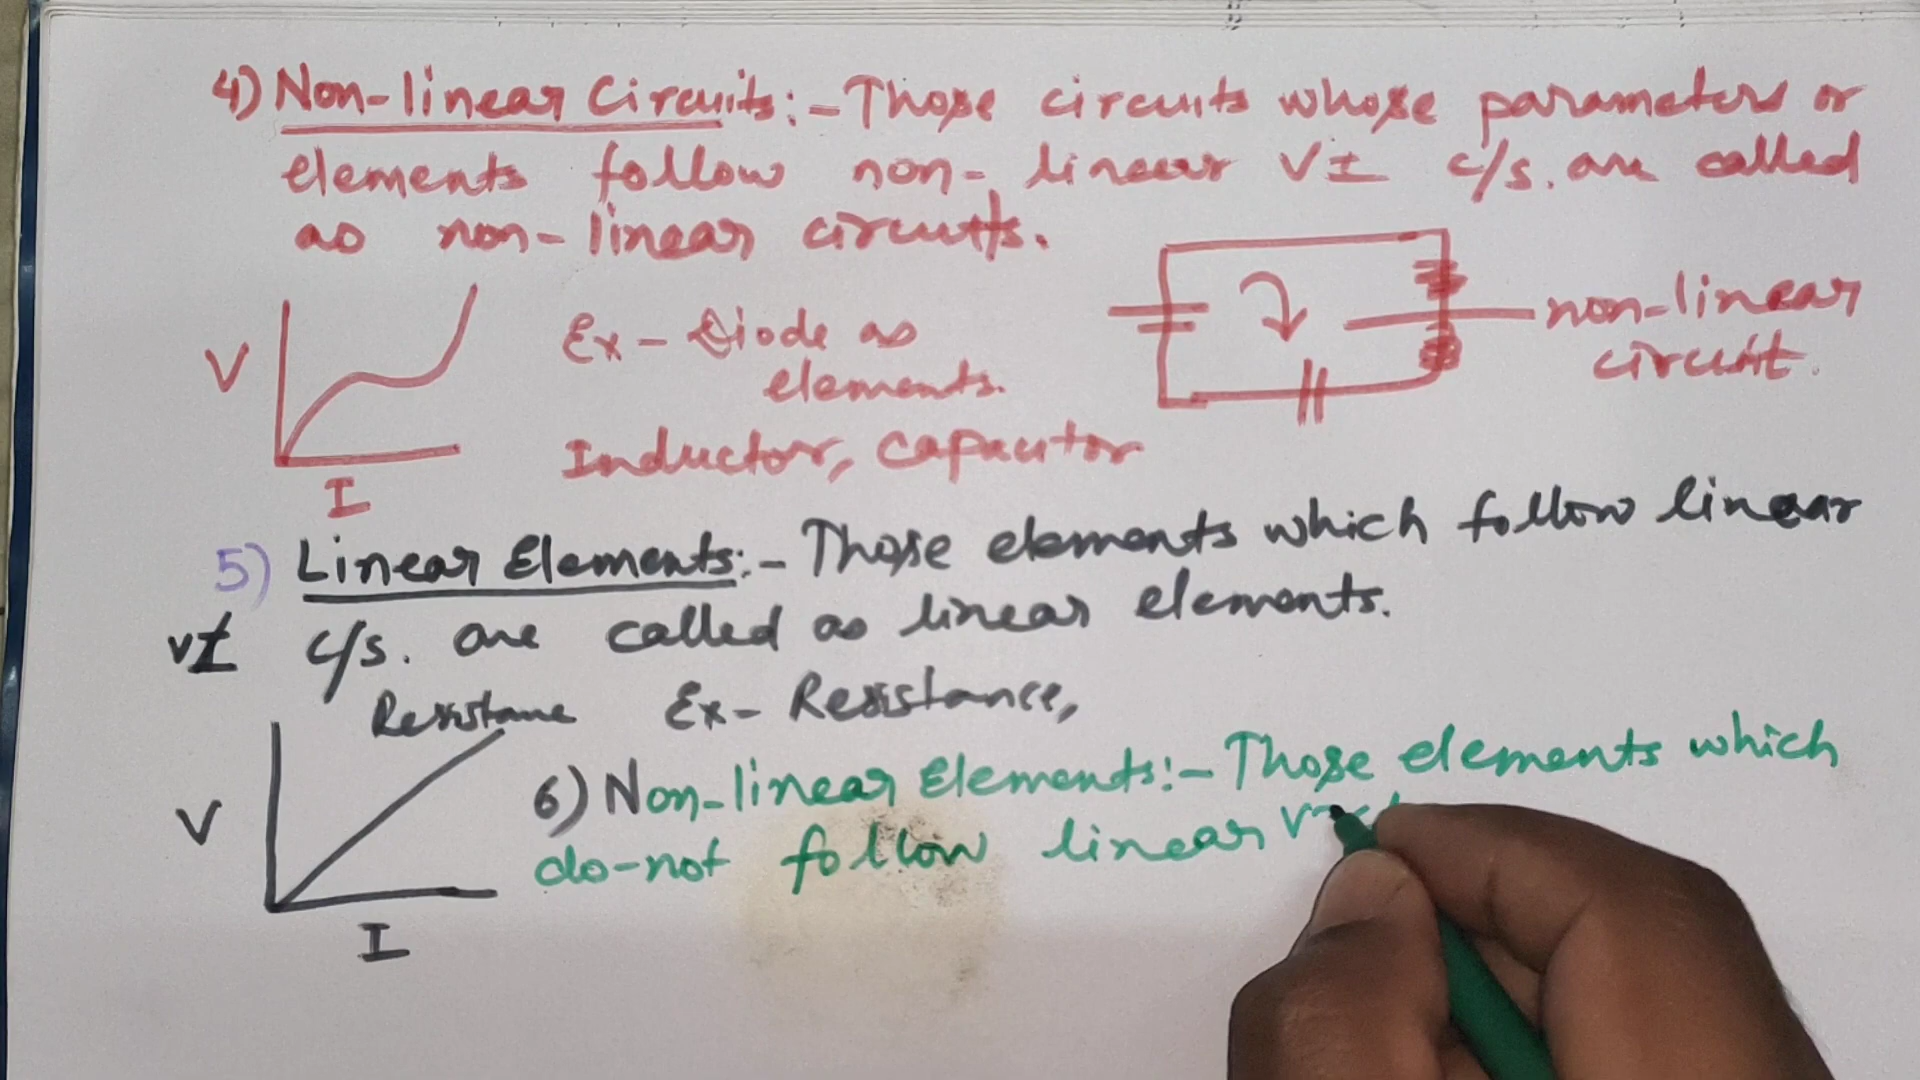 4) Non-linear Circuits:- Those circuits whose parameters or
elements follow non-linear VI c/s. are called
as non-linear circuits.
V
I
Ex - Diode as
elements.
Inductor, capacitor
non-linear
circuit.
5) Linear Elements:- Those elements which follow linear
VI c/s. are called as linear elements.
Resistane Ex- Resistance,
V
I
6) Non-linear Elements:- Those elements which
do-not follow linear